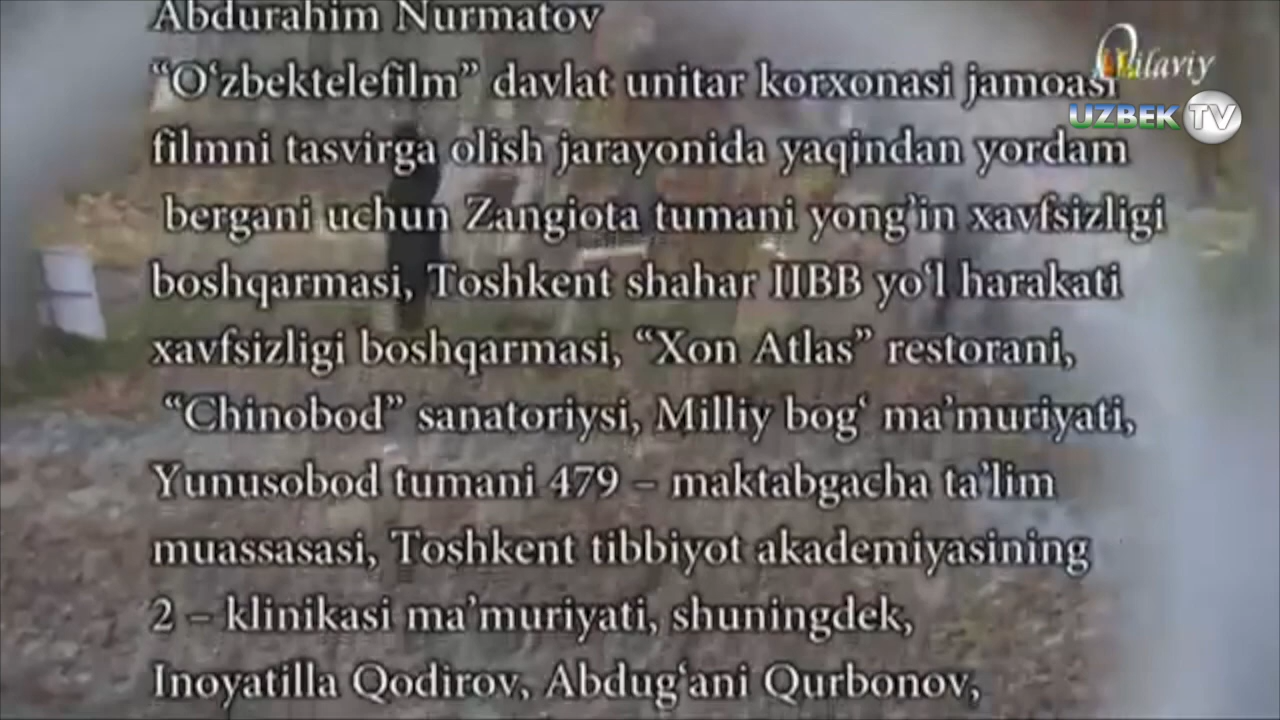 Abdurahim Nurmatov
Oilaviy
“O‘zbektelefilm” davlat unitar korxonasi jamoasi
UZBEK TV
filmni tasvirga olish jarayonida yaqindan yordam
bergani uchun Zangiota tumani yong’in xavfsizligi
boshqarmasi, Toshkent shahar IIBB yo‘l harakati
xavfsizligi boshqarmasi, “Xon Atlas” restorani,
“Chinobod” sanatoriysi, Milliy bog‘ ma’muriyati,
Yunusobod tumani 479 – maktabgacha ta’lim
muassasasi, Toshkent tibbiyot akademiyasining
2 – klinikasi ma’muriyati, shuningdek,
Inoyatilla Qodirov, Abdug‘ani Qurbonov,